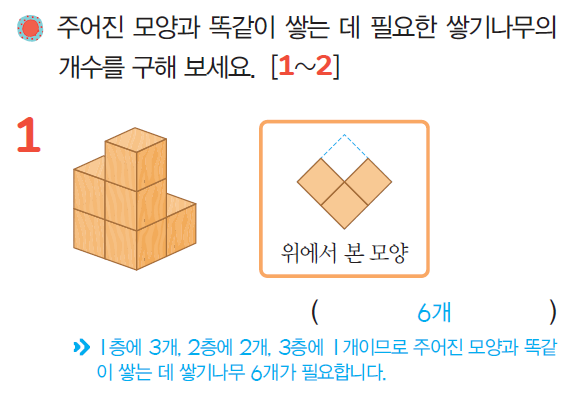 주어진 모양과 똑같이 쌓는 데 필요한 쌓기나무의
개수를 구해 보세요. [1~2]
1
위에서 본 모양
( 6개 )
1층에 3개, 2층에 2개, 3층에 1개이므로 주어진 모양과 똑같
이 쌓는 데 쌓기나무 6개가 필요합니다.